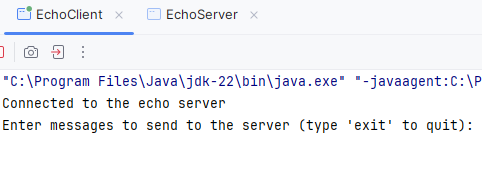 EchoClient
EchoServer
"C:\Program Files\Java\jdk-22\bin\java.exe" "-javaagent:C:\P
Connected to the echo server
Enter messages to send to the server (type 'exit' to quit):